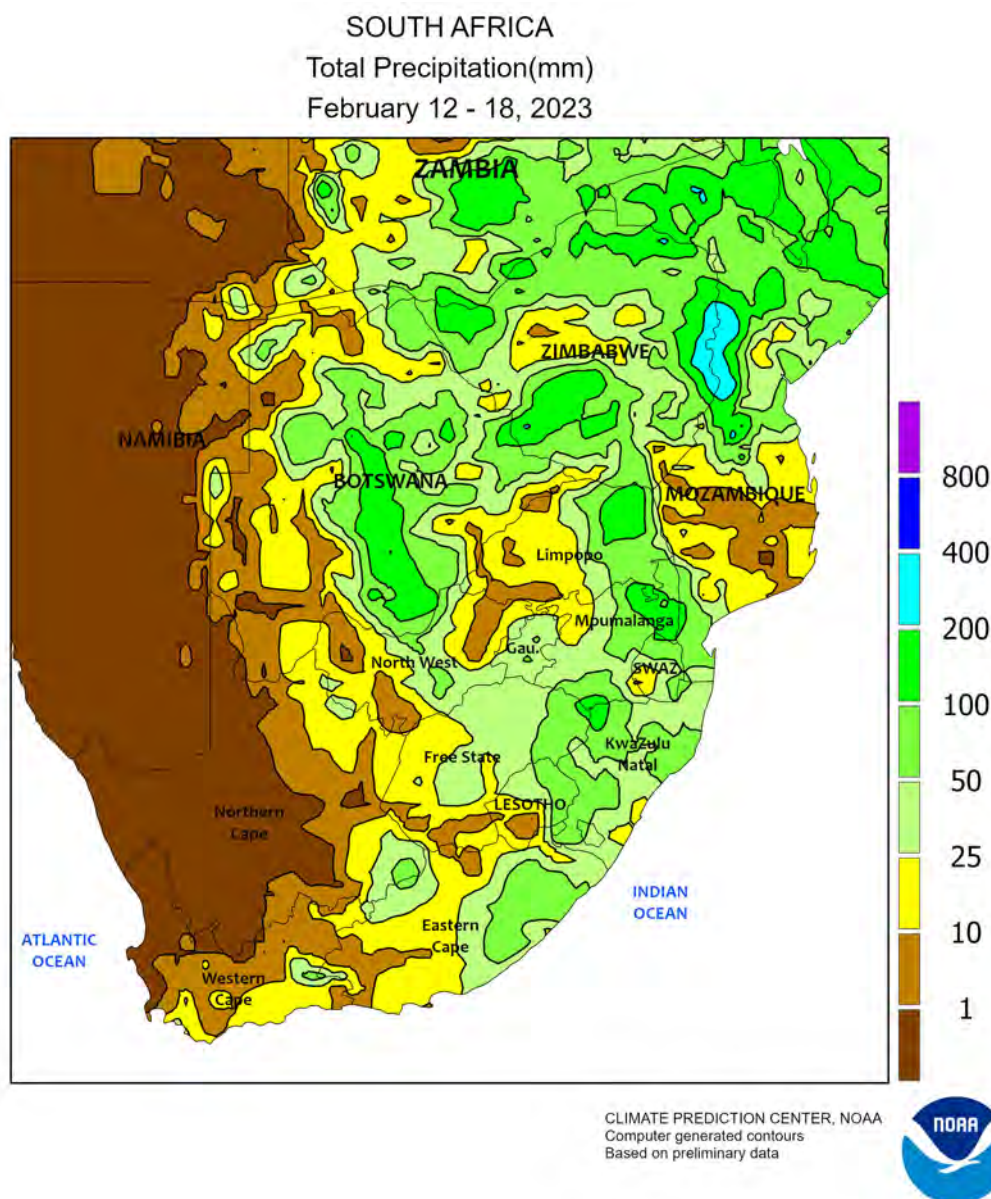 SOUTH AFRICA
Total Precipitation(mm)
February 12 - 18, 2023
ZAMBIA
ZIMBABWE
NAMIBIA
BOTSWANA
MOZAMBIQUE
Limpopo
Mpumalanga
Gau.
North West
SWAZ.
KwaZulu
Natal
Free State
LESOTHO
Northern
Cape
INDIAN
OCEAN
Eastern
Cape
ATLANTIC
OCEAN
Western
Cape
800
400
200
100
50
25
10
1
CLIMATE PREDICTION CENTER, NOAA
Computer generated contours
Based on preliminary data
NOAA